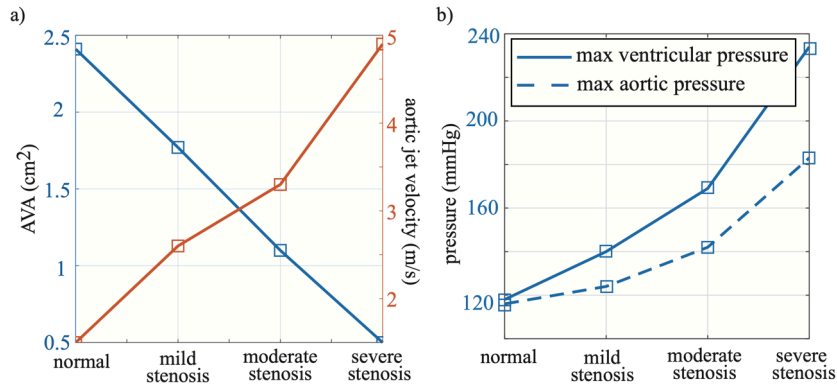 a)
2.5
2
1.5
1
0.5
AVA (cm²)
5
4
3
2
aortic jet velocity (m/s)
normal
mild
stenosis
moderate
stenosis
severe
stenosis
b)
240
200
160
120
pressure (mmHg)
max ventricular pressure
max aortic pressure
normal
mild
stenosis
moderate
stenosis
severe
stenosis